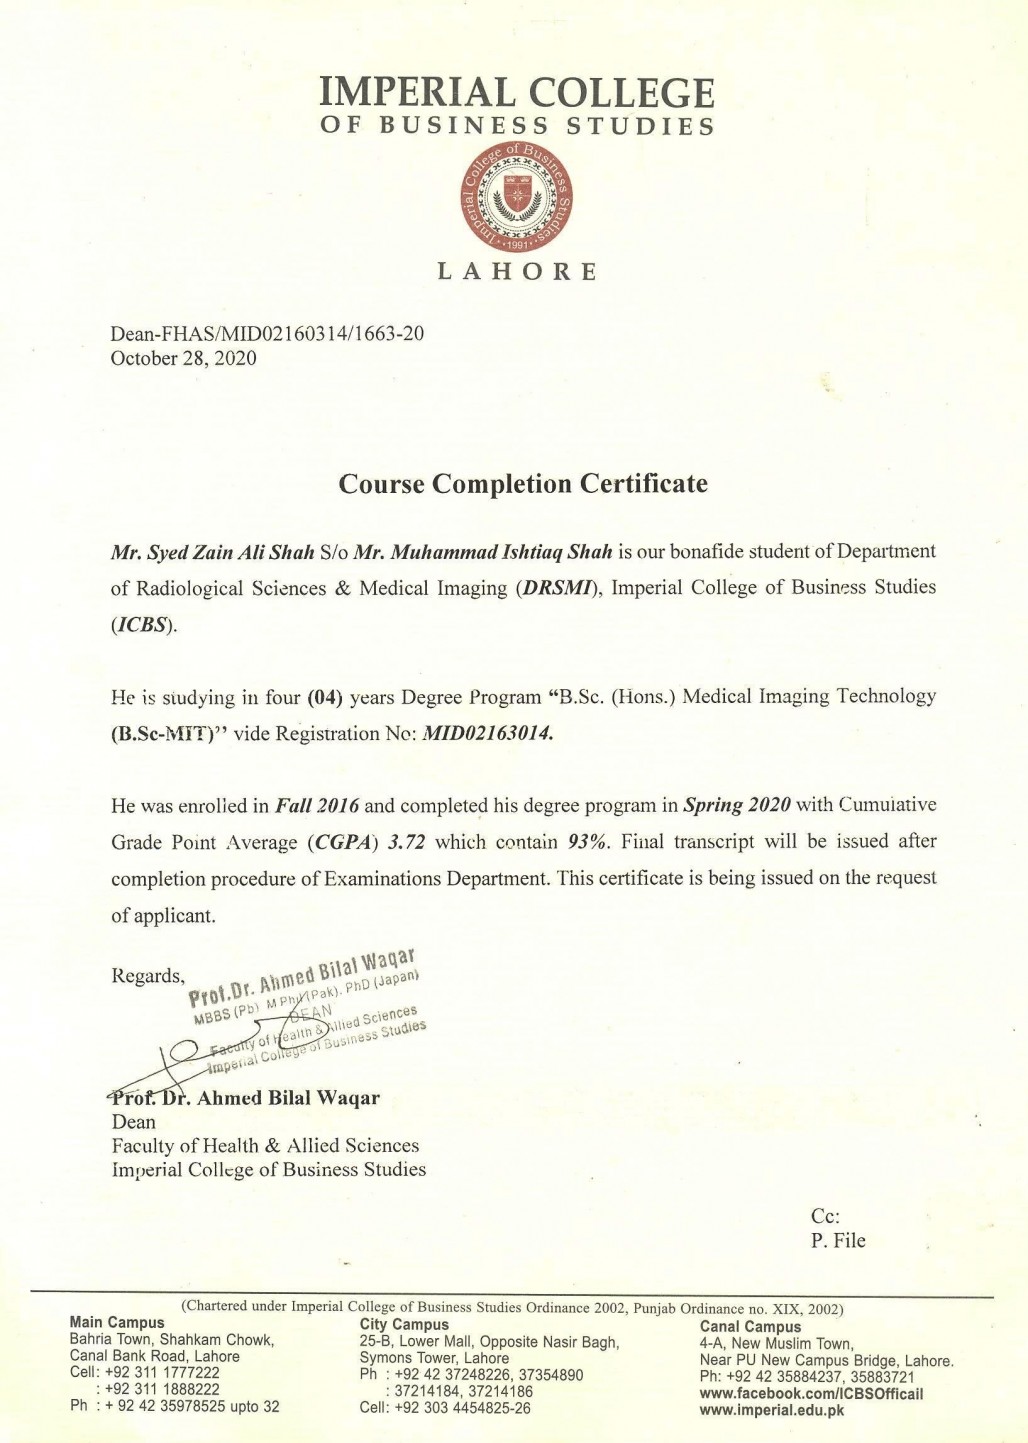 IMPERIAL COLLEGE
OF BUSINESS STUDIES
Imperial College of Business Studies
1991
LAHORE
Dean-FHAS/MID02160314/1663-20
October 28, 2020
Course Completion Certificate
Mr. Syed Zain Ali Shah S/o Mr. Muhammad Ishtiaq Shah is our bonafide student of Department
of Radiological Sciences & Medical Imaging (DRSMI), Imperial College of Business Studies
(ICBS).
He is studying in four (04) years Degree Program “B.Sc. (Hons.) Medical Imaging Technology
(B.Sc-MIT)” vide Registration No: MID02163014.
He was enrolled in Fall 2016 and completed his degree program in Spring 2020 with Cumulative
Grade Point Average (CGPA) 3.72 which contain 93%. Final transcript will be issued after
completion procedure of Examinations Department. This certificate is being issued on the request
of applicant.
Regards,
Prof.Dr. Ahmed Bilal Waqar
MBBS (Pb) M Phil (Pak). PhD (Japan)
DEAN
Faculty of Health & Allied Sciences
Imperial College of Business Studies
Prof. Dr. Ahmed Bilal Waqar
Dean
Faculty of Health & Allied Sciences
Imperial College of Business Studies
Cc:
P. File
(Chartered under Imperial College of Business Studies Ordinance 2002, Punjab Ordinance no. XIX, 2002)
Main Campus
Bahria Town, Shahkam Chowk,
Canal Bank Road, Lahore
Cell: +92 311 1777222
: +92 311 1888222
Ph : + 92 42 35978525 upto 32
City Campus
25-B, Lower Mall, Opposite Nasir Bagh,
Symons Tower, Lahore
Ph : +92 42 37248226, 37354890
: 37214184, 37214186
Cell: +92 303 4454825-26
Canal Campus
4-A, New Muslim Town,
Near PU New Campus Bridge, Lahore.
Ph: +92 42 35884237, 35883721
www.facebook.com/ICBSOfficail
www.imperial.edu.pk